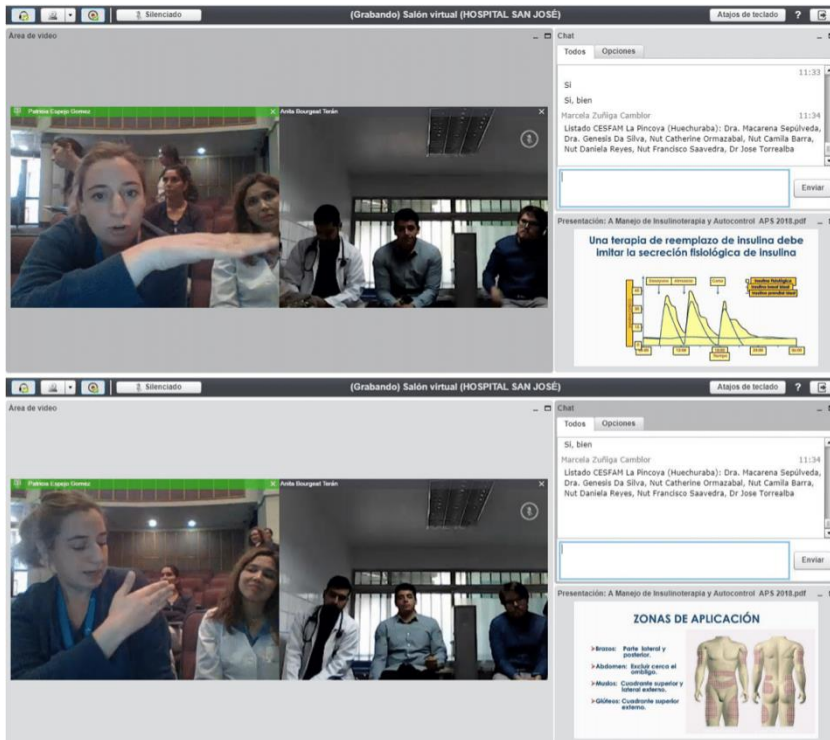 Silenciado
(Grabando) Salón virtual (HOSPITAL SAN JOSÉ)
Atajos de teclado
?
Área de video
Patricia Espejo Gomez
Anita Bourgeat Terán
Chat
Todos Opciones
11:33
Si
Si, bien
Marcela Zuñiga Camblor 11:34
Listado CESFAM La Pincoya (Huechuraba): Dra. Macarena Sepúlveda,
Dra. Genesis Da Silva, Nut Catherine Ormazabal, Nut Camila Barra,
Nut Daniela Reyes, Nut Francisco Saavedra, Dr Jose Torrealba
Enviar
Presentación: A Manejo de Insulinoterapia y Autocontrol APS 2018.pdf
Una terapia de reemplazo de insulina debe
imitar la secreción fisiológica de insulina
Silenciado
(Grabando) Salón virtual (HOSPITAL SAN JOSÉ)
Atajos de teclado
?
Área de video
Patricia Espejo Gomez
Anita Bourgeat Terán
Chat
Todos Opciones
Si, bien
Marcela Zuñiga Camblor 11:34
Listado CESFAM La Pincoya (Huechuraba): Dra. Macarena Sepúlveda,
Dra. Genesis Da Silva, Nut Catherine Ormazabal, Nut Camila Barra,
Nut Daniela Reyes, Nut Francisco Saavedra, Dr Jose Torrealba
Enviar
Presentación: A Manejo de Insulinoterapia y Autocontrol APS 2018.pdf
ZONAS DE APLICACIÓN
➢Brazos: Parte lateral y
posterior.
➢Abdomen: Excluir cerca el
ombligo.
➢Muslos: Cuadrante superior y
lateral externo.
➢Glúteos: Cuadrante superior
externo.